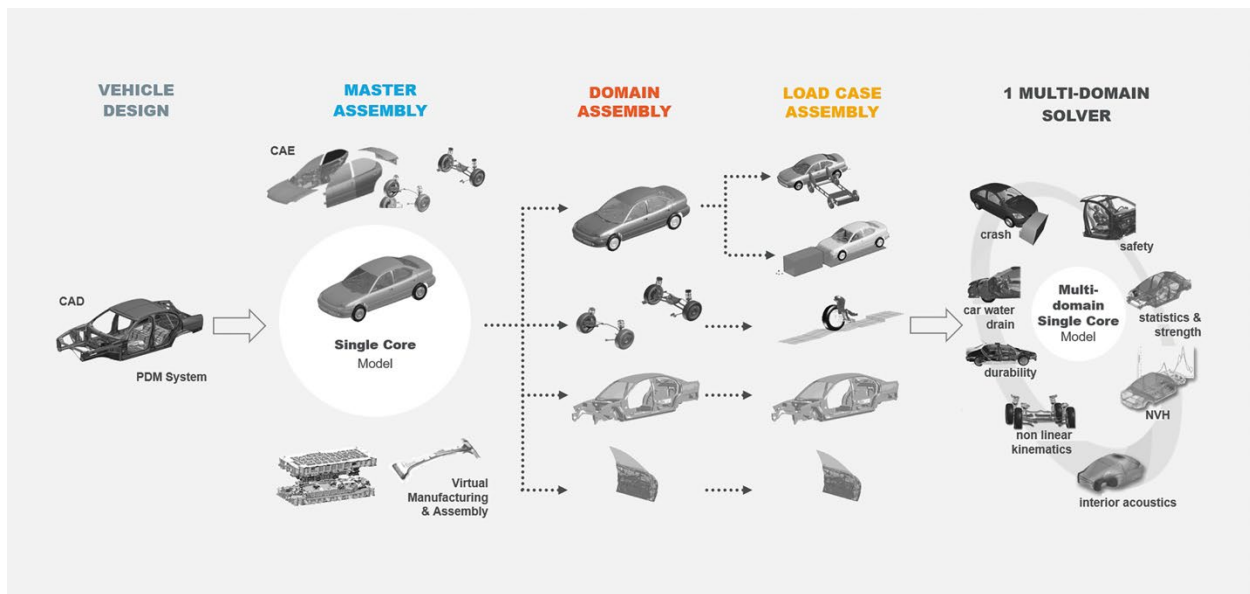 VEHICLE
DESIGN
MASTER
ASSEMBLY
DOMAIN
ASSEMBLY
LOAD CASE
ASSEMBLY
1 MULTI-DOMAIN
SOLVER
CAD
PDM System
CAE
Single Core
Model
Virtual
Manufacturing
& Assembly
crash
safety
car water
drain
Multi-
domain
Single Core
Model
statistics &
strength
durability
NVH
non linear
kinematics
interior acoustics